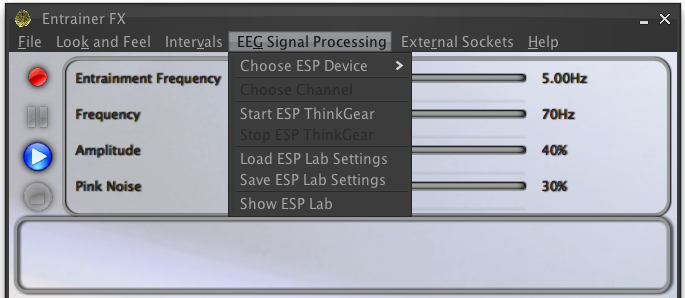 Entrainer FX
File Look and Feel Intervals EEG Signal Processing External Sockets Help
Choose ESP Device
Choose Channel
Start ESP ThinkGear
Stop ESP ThinkGear
Load ESP Lab Settings
Save ESP Lab Settings
Show ESP Lab
Entrainment Frequency 5.00Hz
Frequency 70Hz
Amplitude 40%
Pink Noise 30%